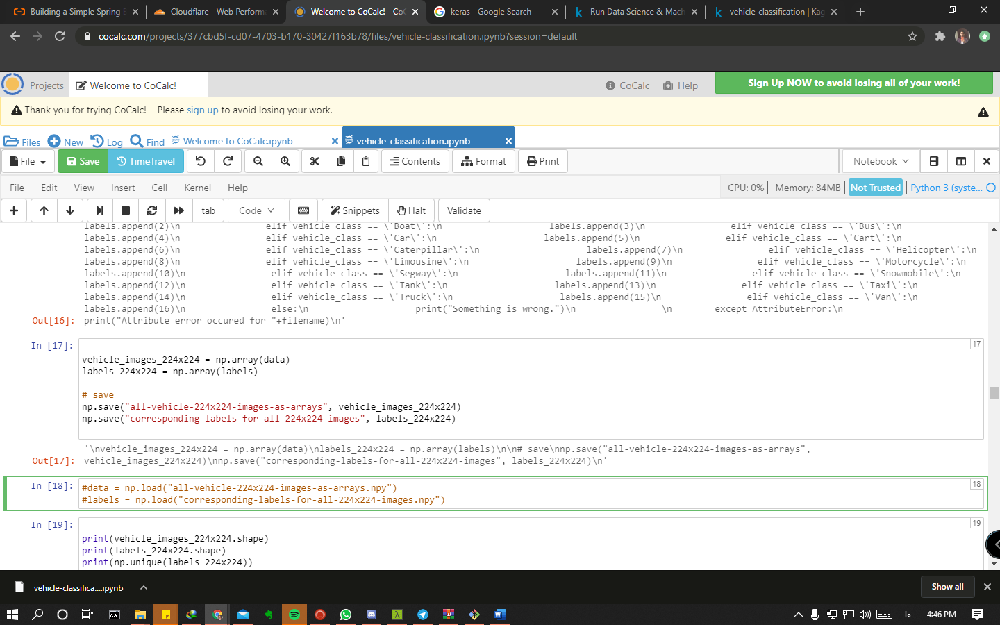 Building a Simple Spring
Cloudflare - Web Performa
Welcome to CoCalc! - Co
keras - Google Search
Run Data Science & Mach
vehicle-classification | Kag
cocalc.com/projects/377cbd5f-cd07-4703-b170-30427f163b78/files/vehicle-classification.ipynb?session=default
Projects
Welcome to CoCalc!
CoCalc
Help
Sign Up NOW to avoid losing all of your work!
Thank you for trying CoCalc! Please sign up to avoid losing your work.
Files
New
Log
Find
Welcome to CoCalc.ipynb
vehicle-classification.ipynb
File
Save
TimeTravel
Contents
Format
Print
Notebook
File Edit View Insert Cell Kernel Help
CPU: 0%
Memory: 84MB
Not Trusted
Python 3 (syste...
tab
Code
Snippets
Halt
Validate
labels.append(2)\n elif vehicle_class == \'Boat\':\n labels.append(3)\n elif vehicle_class == \'Bus\':\n
labels.append(4)\n elif vehicle_class == \'Car\':\n labels.append(5)\n elif vehicle_class == \'Cart\':\n
labels.append(6)\n elif vehicle_class == \'Caterpillar\':\n labels.append(7)\n elif vehicle_class == \'Helicopter\':\n
labels.append(8)\n elif vehicle_class == \'Limousine\':\n labels.append(9)\n elif vehicle_class == \'Motorcycle\':\n
labels.append(10)\n elif vehicle_class == \'Segway\':\n labels.append(11)\n elif vehicle_class == \'Snowmobile\':\n
labels.append(12)\n elif vehicle_class == \'Tank\':\n labels.append(13)\n elif vehicle_class == \'Taxi\':\n
labels.append(14)\n elif vehicle_class == \'Truck\':\n labels.append(15)\n elif vehicle_class == \'Van\':\n
labels.append(16)\n else:\n print("Something is wrong.")\n \n except AttributeError:\n
Out[16]: print("Attribute error occured for "+filename)\n'
In [17]:
17
vehicle_images_224x224 = np.array(data)
labels_224x224 = np.array(labels)
# save
np.save("all-vehicle-224x224-images-as-arrays", vehicle_images_224x224)
np.save("corresponding-labels-for-all-224x224-images", labels_224x224)
'\nvehicle_images_224x224 = np.array(data)\nlabels_224x224 = np.array(labels)\n\n# save\nnp.save("all-vehicle-224x224-images-as-arrays",
Out[17]: vehicle_images_224x224)\nnp.save("corresponding-labels-for-all-224x224-images", labels_224x224)\n'
In [18]: #data = np.load("all-vehicle-224x224-images-as-arrays.npy")
18
#labels = np.load("corresponding-labels-for-all-224x224-images.npy")
In [19]:
19
print(vehicle_images_224x224.shape)
print(labels_224x224.shape)
print(np.unique(labels_224x224))
vehicle-classifica....ipynb
Show all
فا
4:46 PM